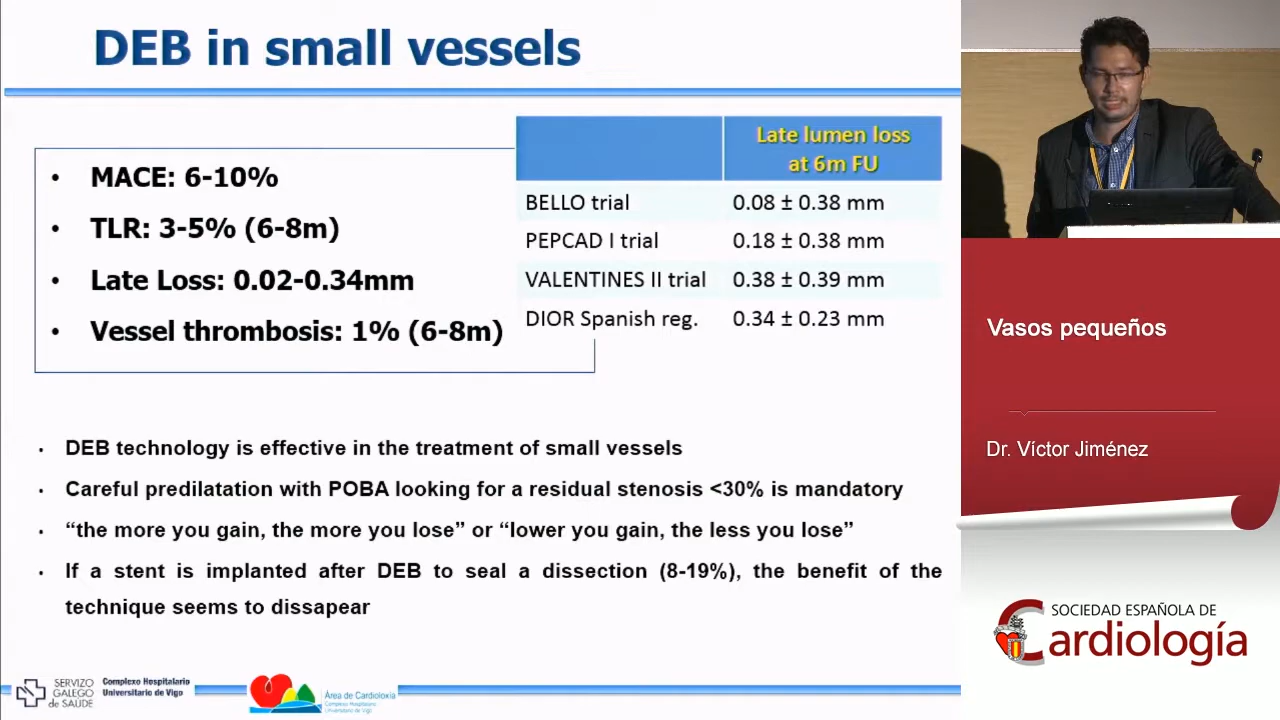 DEB in small vessels
• MACE: 6-10%
• TLR: 3-5% (6-8m)
• Late Loss: 0.02-0.34mm
• Vessel thrombosis: 1% (6-8m)
Late lumen loss
at 6m FU
BELLO trial 0.08 ± 0.38 mm
PEPCAD I trial 0.18 ± 0.38 mm
VALENTINES II trial 0.38 ± 0.39 mm
DIOR Spanish reg. 0.34 ± 0.23 mm
• DEB technology is effective in the treatment of small vessels
• Careful predilatation with POBA looking for a residual stenosis <30% is mandatory
• “the more you gain, the more you lose” or “lower you gain, the less you lose”
• If a stent is implanted after DEB to seal a dissection (8-19%), the benefit of the
technique seems to dissapear
SERVIZO
GALEGO
de SAÚDE
Complexo Hospitalario
Universitario de Vigo
Área de Cardioloxía
Complexo Hospitalario
Universitario de Vigo
Vasos pequeños
Dr. Víctor Jiménez
SOCIEDAD ESPAÑOLA DE
Cardiología